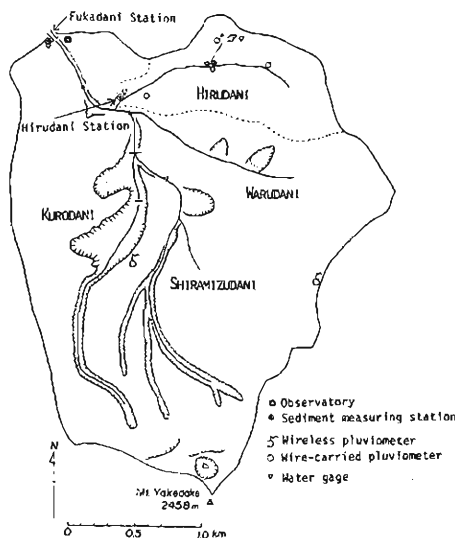 Fukadani Station
HIRUDANI
Hirudani Station
WARUDANI
KURODANI
SHIRAMIZUDANI
Observatory
Sediment measuring station
Wireless pluviometer
Wire-carried pluviometer
Water gage
N
Mt. Yakedake
2458m
0 0.5 1.0 km